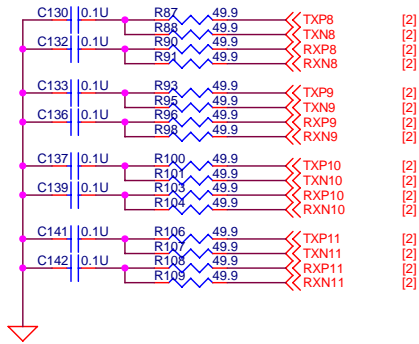 C130 0.1U R87 49.9 TXP8 [2]
R88 49.9 TXN8 [2]
C132 0.1U R90 49.9 RXP8 [2]
R91 49.9 RXN8 [2]
C133 0.1U R93 49.9 TXP9 [2]
R95 49.9 TXN9 [2]
C136 0.1U R96 49.9 RXP9 [2]
R98 49.9 RXN9 [2]
C137 0.1U R100 49.9 TXP10 [2]
R101 49.9 TXN10 [2]
C139 0.1U R103 49.9 RXP10 [2]
R104 49.9 RXN10 [2]
C141 0.1U R106 49.9 TXP11 [2]
R107 49.9 TXN11 [2]
C142 0.1U R108 49.9 RXP11 [2]
R109 49.9 RXN11 [2]